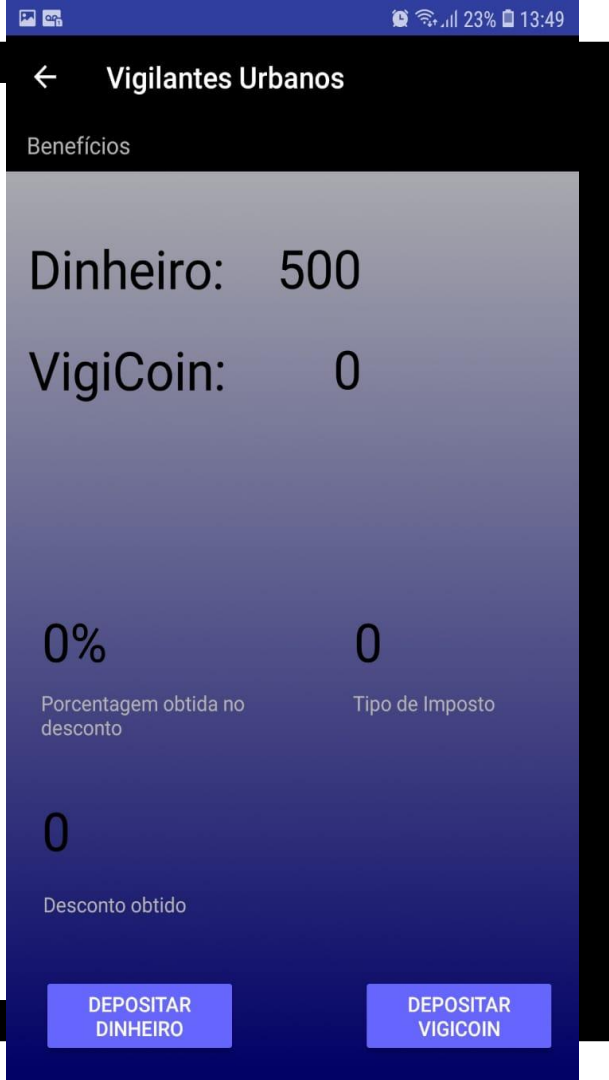 23% 13:49
Vigilantes Urbanos
Benefícios
Dinheiro: 500
VigiCoin: 0
0% 0
Porcentagem obtida no Tipo de Imposto
desconto
0
Desconto obtido
DEPOSITAR DEPOSITAR
DINHEIRO VIGICOIN